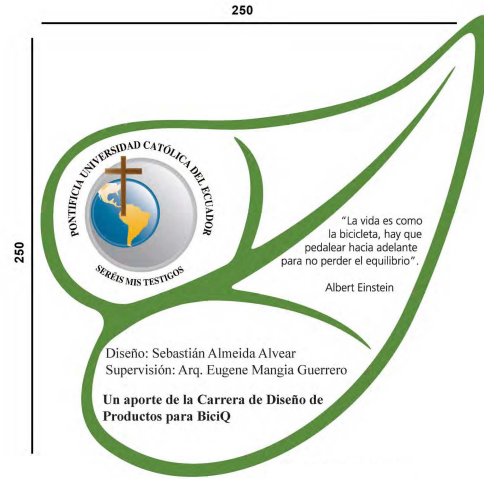 250
250
PONTIFICIA UNIVERSIDAD CATÓLICA DEL ECUADOR
SERÉIS MIS TESTIGOS
"La vida es como
la bicicleta, hay que
pedalear hacia adelante
para no perder el equilibrio".
Albert Einstein
Diseño: Sebastián Almeida Alvear
Supervisión: Arq. Eugene Mangia Guerrero
Un aporte de la Carrera de Diseño de
Productos para BiciQ